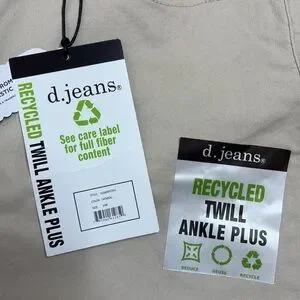 d.jeans®
RECYCLED TWILL ANKLE PLUS
See care label
for full fiber
content
d.jeans®
RECYCLED
TWILL
ANKLE PLUS
REDUCE REUSE RECYCLE